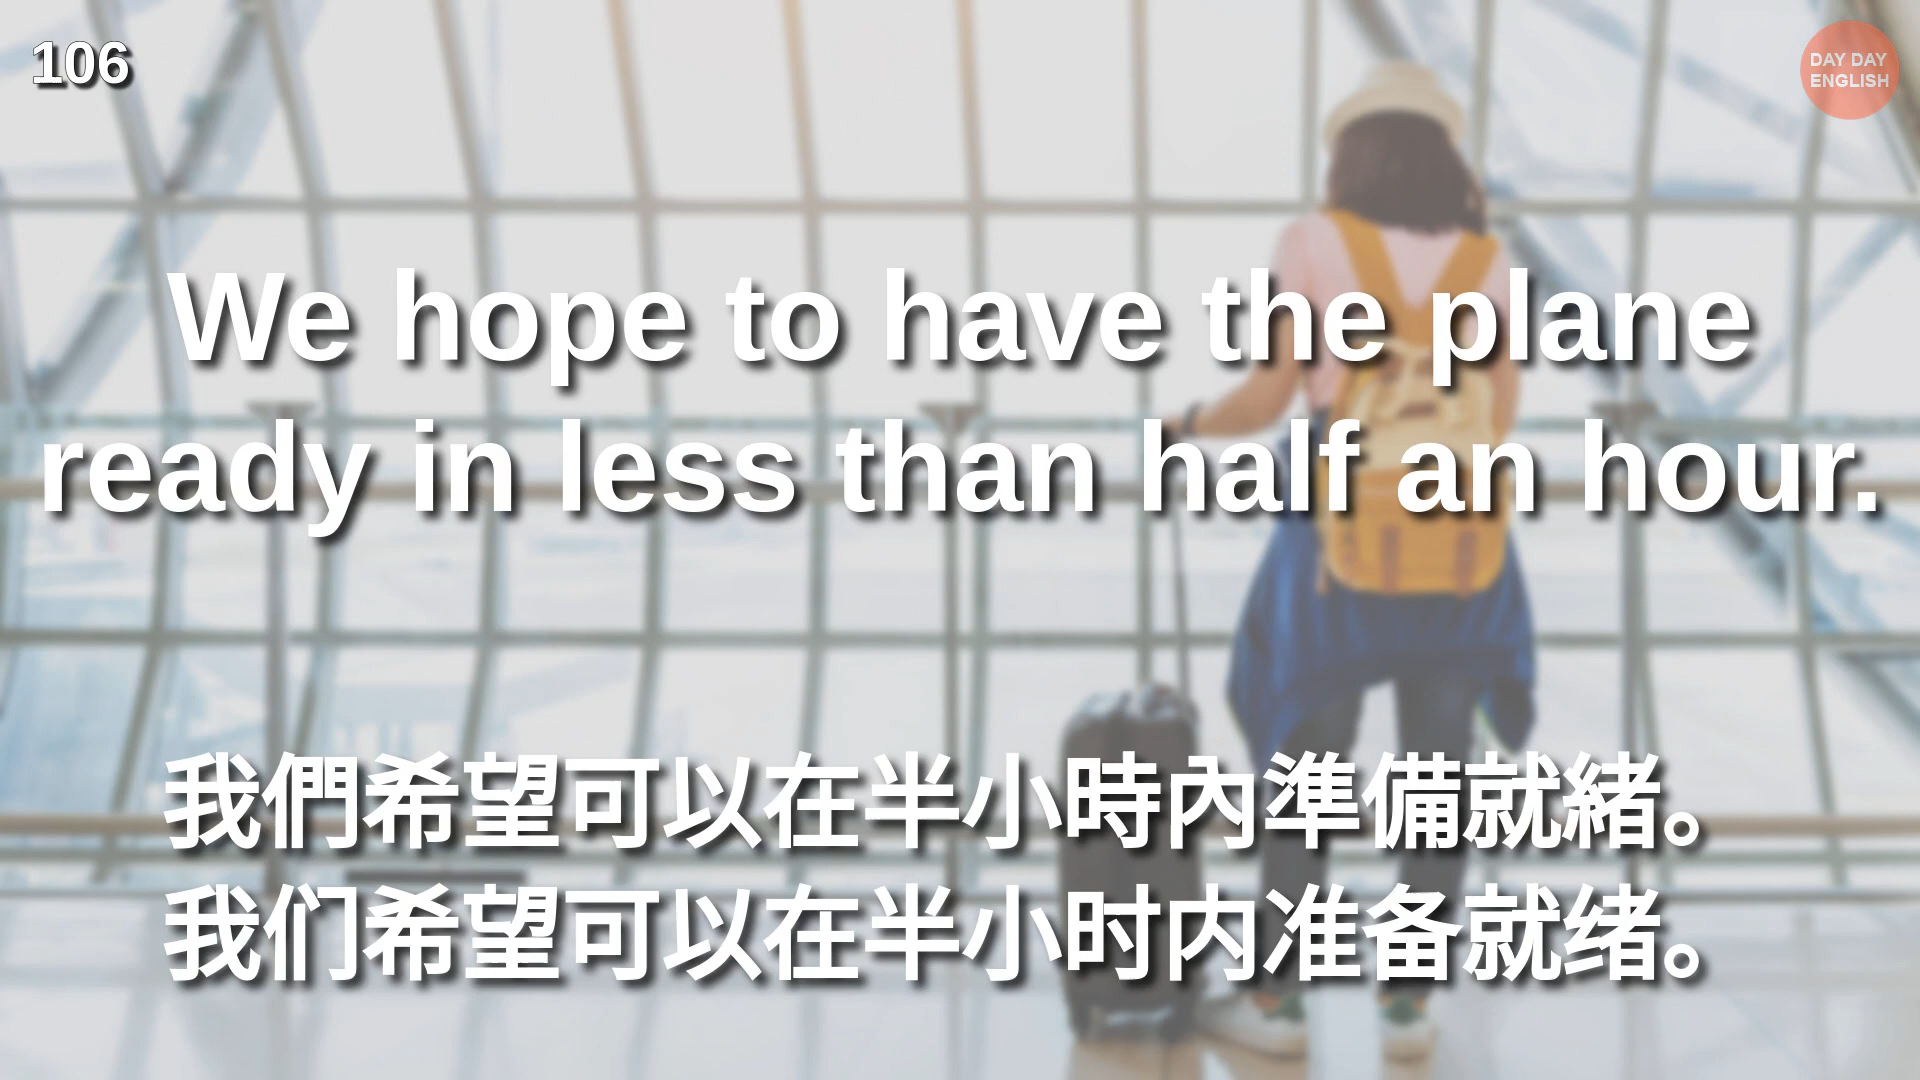 106
DAY DAY
ENGLISH
We hope to have the plane
ready in less than half an hour.
我們希望可以在半小時內準備就緒。
我们希望可以在半小时内准备就绪。